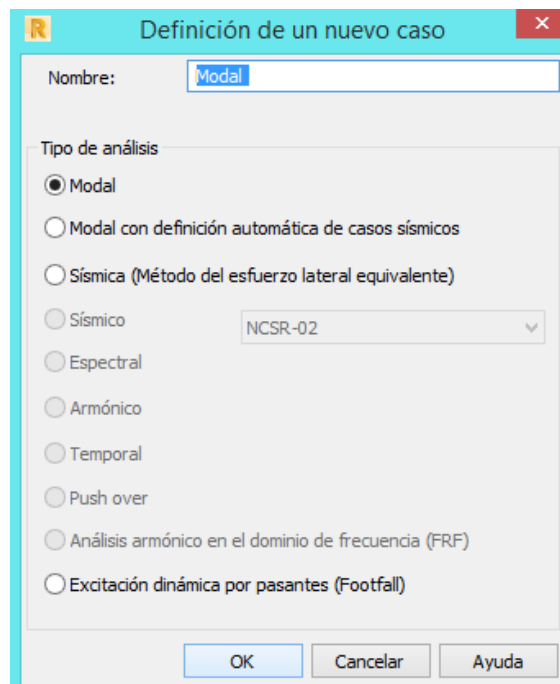 R Definición de un nuevo caso
Nombre: Modal
Tipo de análisis
Modal
Modal con definición automática de casos sísmicos
Sísmica (Método del esfuerzo lateral equivalente)
Sísmico NCSR-02
Espectral
Armónico
Temporal
Push over
Análisis armónico en el dominio de frecuencia (FRF)
Excitación dinámica por pasantes (Footfall)
OK Cancelar Ayuda